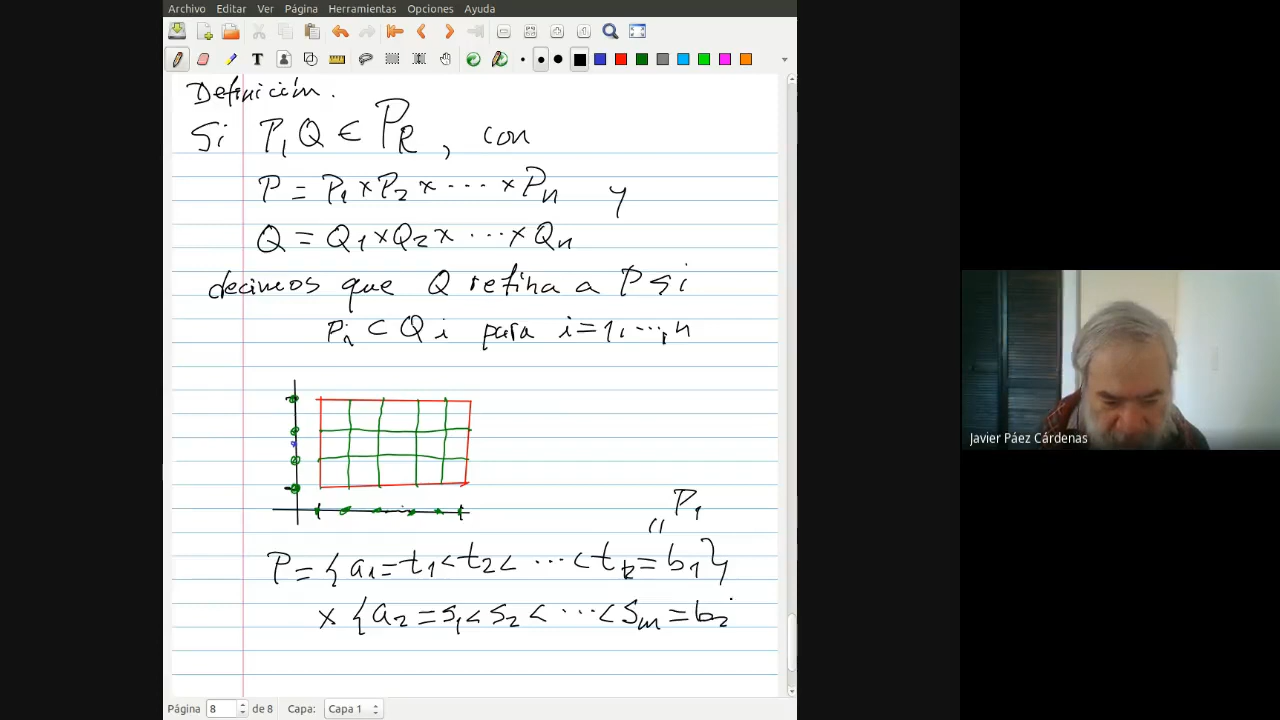 Archivo Editar Ver Página Herramientas Opciones Ayuda
Definición.
Si P, Q ∈ P_R, con
P = P₁ × P₂ × ⋯ × Pₙ y
Q = Q₁ × Q₂ × ⋯ × Qₙ
decimos que Q refina a P si
Pᵢ ⊂ Qᵢ para i = 1, ⋯, n
P₁
"
P = { a₁ = t₁ < t₂ < ⋯ < t_k = b₁ }
× { a₂ = s₁ < s₂ < ⋯ < s_m = b₂
Javier Páez Cárdenas
Página 8 de 8 Capa: Capa 1